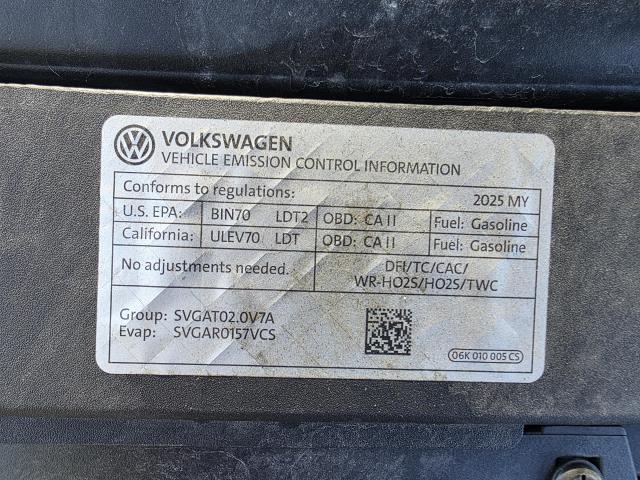 VOLKSWAGEN
VEHICLE EMISSION CONTROL INFORMATION
Conforms to regulations: 2025 MY
U.S. EPA: BIN70 LDT2 OBD: CA II Fuel: Gasoline
California: ULEV70 LDT OBD: CA II Fuel: Gasoline
No adjustments needed. DFI/TC/CAC/
WR-HO2S/HO2S/TWC
Group: SVGAT02.0V7A
Evap: SVGAR0157VCS
06K 010 005 CS